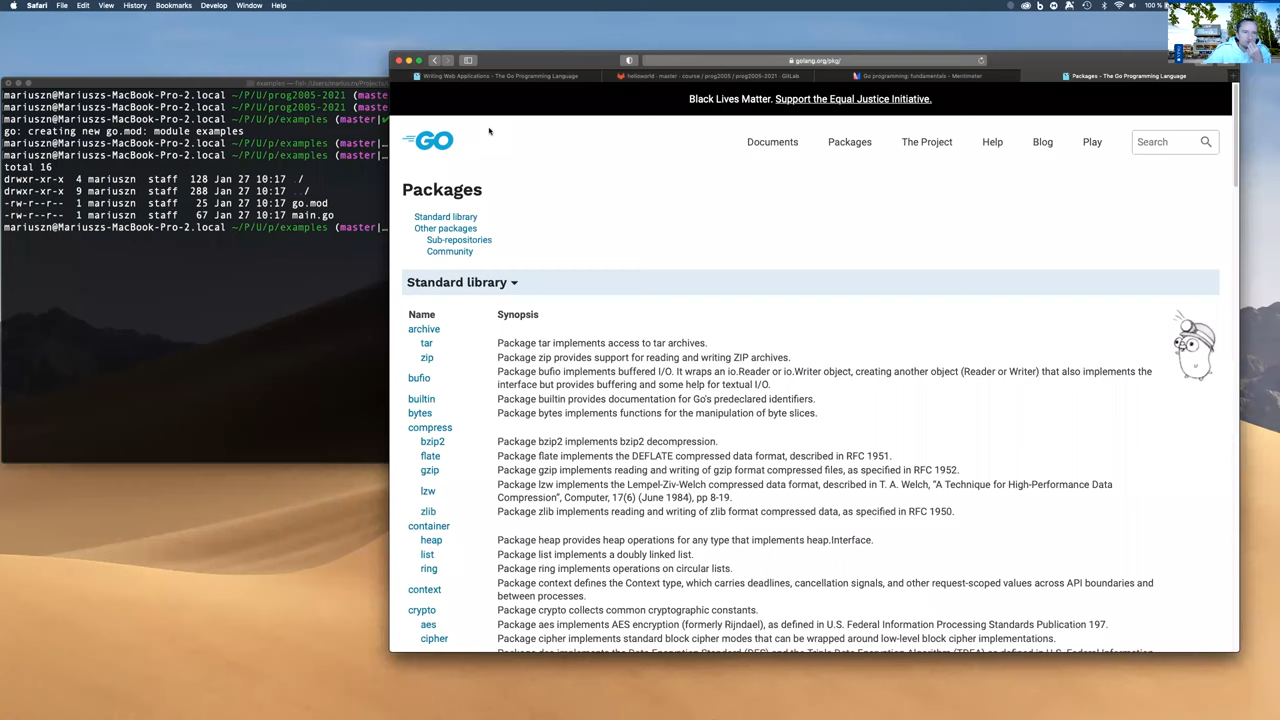 Safari File Edit View History Bookmarks Develop Window Help
100 %
examples — fish /Users/mariuszn/Projects/
golang.org/pkg/
Writing Web Applications - The Go Programming Language
helloworld · master · course / prog2005 / prog2005-2021 · GitLab
Go programming: fundamentals - Mentimeter
Packages - The Go Programming Language
mariuszn@Mariuszs-MacBook-Pro-2.local ~/P/U/prog2005-2021 (master
mariuszn@Mariuszs-MacBook-Pro-2.local ~/P/U/prog2005-2021 (master
mariuszn@Mariuszs-MacBook-Pro-2.local ~/P/U/p/examples (master|✔
go: creating new go.mod: module examples
mariuszn@Mariuszs-MacBook-Pro-2.local ~/P/U/p/examples (master|…
mariuszn@Mariuszs-MacBook-Pro-2.local ~/P/U/p/examples (master|…
total 16
drwxr-xr-x 4 mariuszn staff 128 Jan 27 10:17 ./
drwxr-xr-x 9 mariuszn staff 288 Jan 27 10:17 ../
-rw-r--r-- 1 mariuszn staff 25 Jan 27 10:17 go.mod
-rw-r--r-- 1 mariuszn staff 67 Jan 27 10:17 main.go
mariuszn@Mariuszs-MacBook-Pro-2.local ~/P/U/p/examples (master|…
Black Lives Matter. Support the Equal Justice Initiative.
GO
Documents Packages The Project Help Blog Play Search
Packages
Standard library
Other packages
Sub-repositories
Community
Standard library
Name Synopsis
archive
tar Package tar implements access to tar archives.
zip Package zip provides support for reading and writing ZIP archives.
bufio Package bufio implements buffered I/O. It wraps an io.Reader or io.Writer object, creating another object (Reader or Writer) that also implements the
interface but provides buffering and some help for textual I/O.
builtin Package builtin provides documentation for Go's predeclared identifiers.
bytes Package bytes implements functions for the manipulation of byte slices.
compress
bzip2 Package bzip2 implements bzip2 decompression.
flate Package flate implements the DEFLATE compressed data format, described in RFC 1951.
gzip Package gzip implements reading and writing of gzip format compressed files, as specified in RFC 1952.
lzw Package lzw implements the Lempel-Ziv-Welch compressed data format, described in T. A. Welch, “A Technique for High-Performance Data
Compression”, Computer, 17(6) (June 1984), pp 8-19.
zlib Package zlib implements reading and writing of zlib format compressed data, as specified in RFC 1950.
container
heap Package heap provides heap operations for any type that implements heap.Interface.
list Package list implements a doubly linked list.
ring Package ring implements operations on circular lists.
context Package context defines the Context type, which carries deadlines, cancellation signals, and other request-scoped values across API boundaries and
between processes.
crypto Package crypto collects common cryptographic constants.
aes Package aes implements AES encryption (formerly Rijndael), as defined in U.S. Federal Information Processing Standards Publication 197.
cipher Package cipher implements standard block cipher modes that can be wrapped around low-level block cipher implementations.